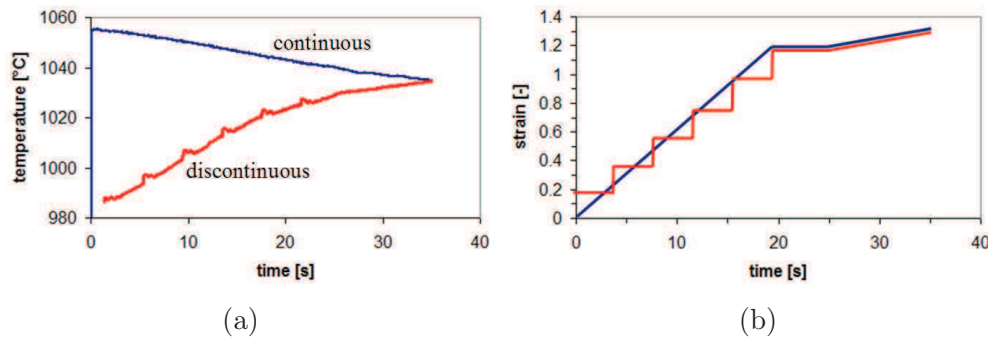 1060
1040
1020
1000
980
temperature [°C]
continuous
discontinuous
0 10 20 30 40
time [s]
(a)
1.4
1.2
1
0.8
0.6
0.4
0.2
0
strain [-]
0 10 20 30 40
time [s]
(b)